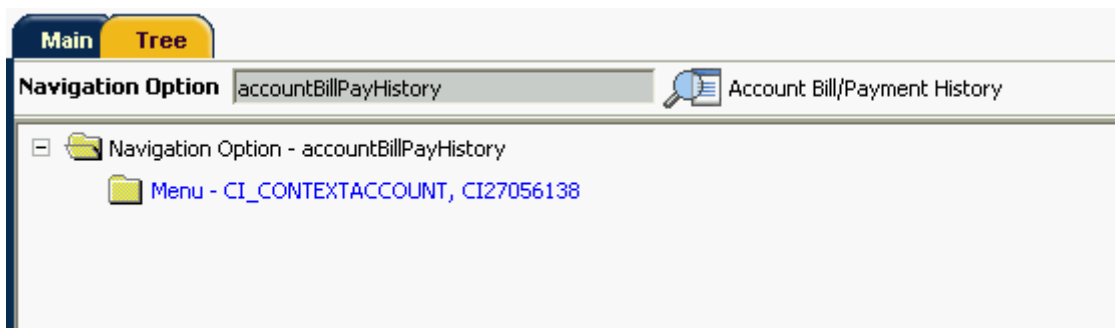 Main Tree
Navigation Option accountBillPayHistory Account Bill/Payment History
Navigation Option - accountBillPayHistory
Menu - CI_CONTEXTACCOUNT, CI27056138